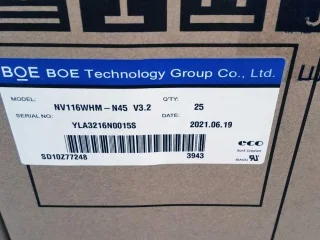 BOE BOE Technology Group Co., Ltd.
MODEL: NV116WHM-N45 V3.2 Q'TY: 25
SERIAL NO: YLA3216N0015S DATE: 2021.06.19
eco
SD10Z77248 3943